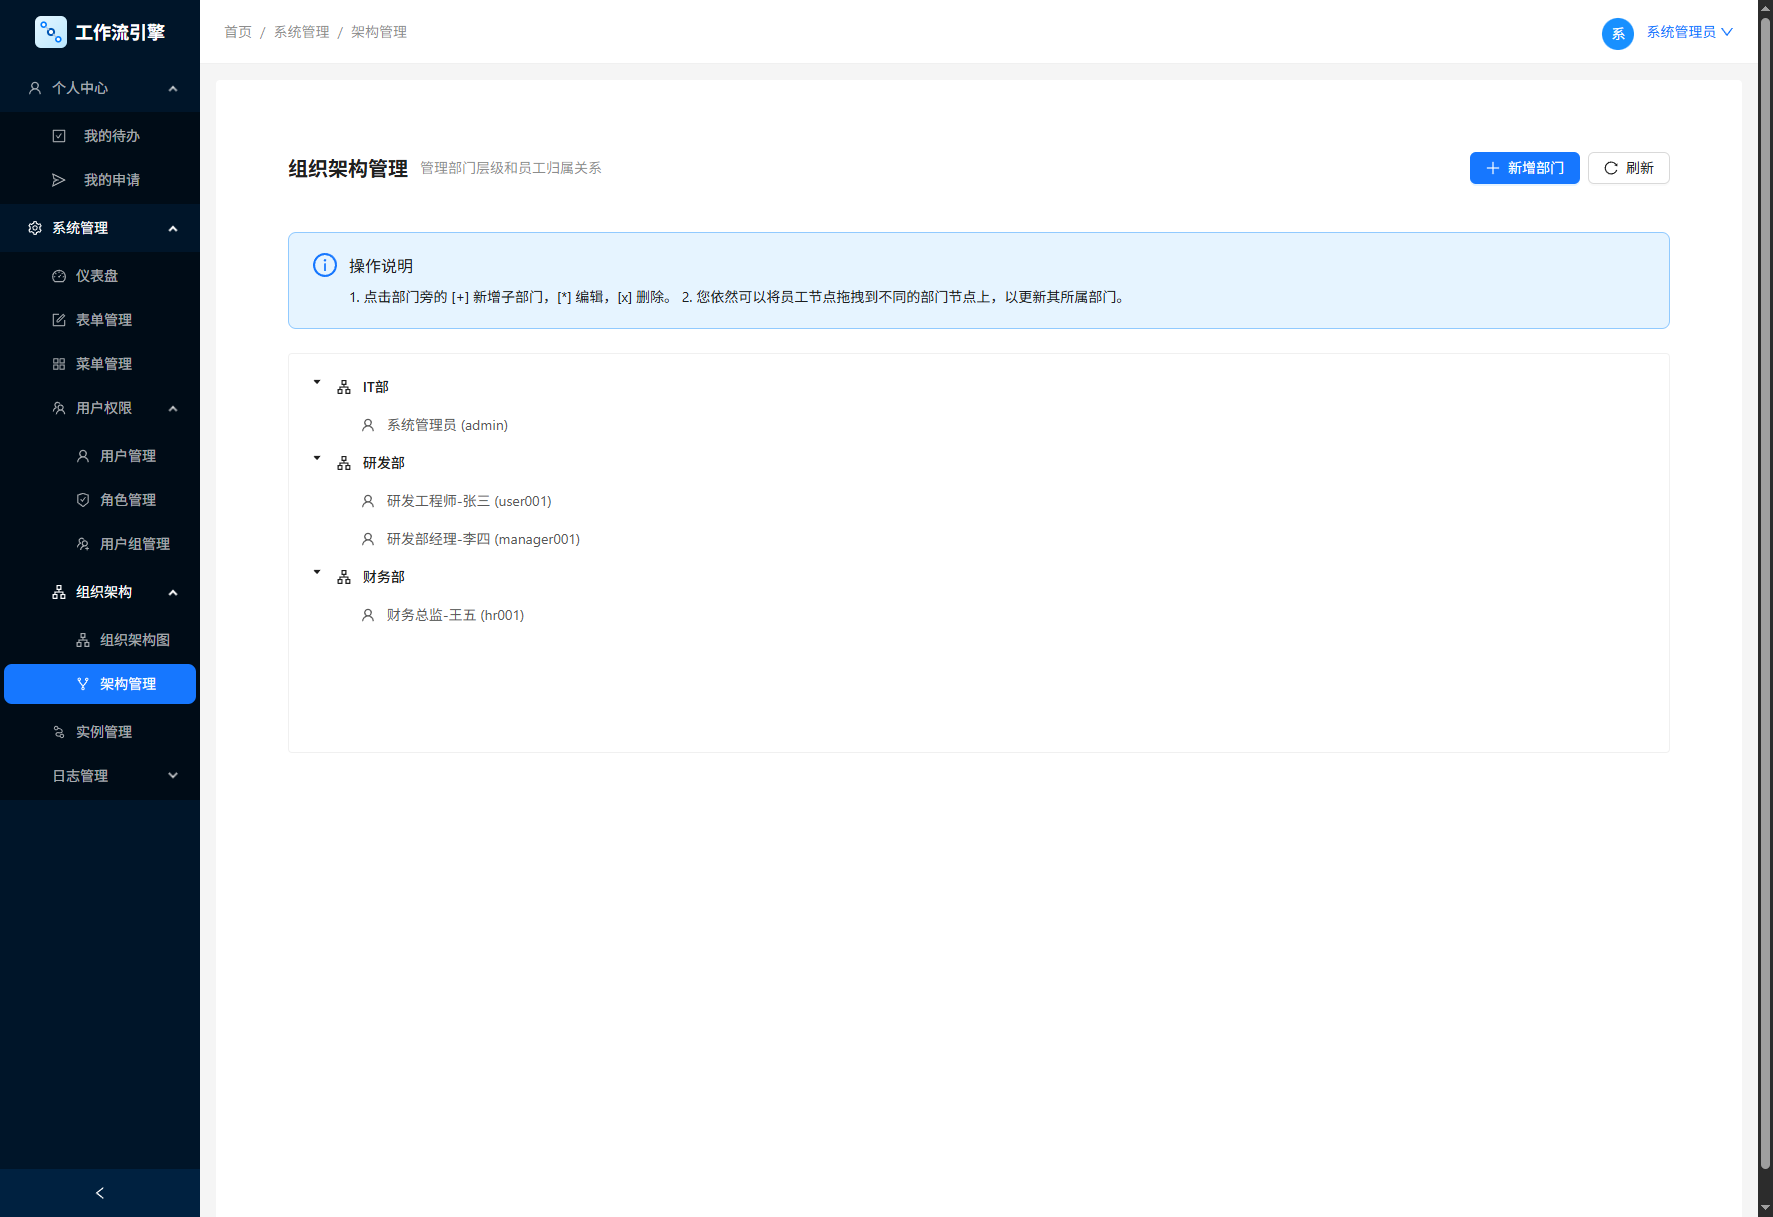 工作流引擎
个人中心
我的待办
我的申请
系统管理
仪表盘
表单管理
菜单管理
用户权限
用户管理
角色管理
用户组管理
组织架构
组织架构图
架构管理
实例管理
日志管理
首页 / 系统管理 / 架构管理
系 系统管理员
组织架构管理 管理部门层级和员工归属关系
新增部门
刷新
操作说明
1. 点击部门旁的 [+] 新增子部门，[*] 编辑，[x] 删除。 2. 您依然可以将员工节点拖拽到不同的部门节点上，以更新其所属部门。
IT部
系统管理员 (admin)
研发部
研发工程师-张三 (user001)
研发部经理-李四 (manager001)
财务部
财务总监-王五 (hr001)